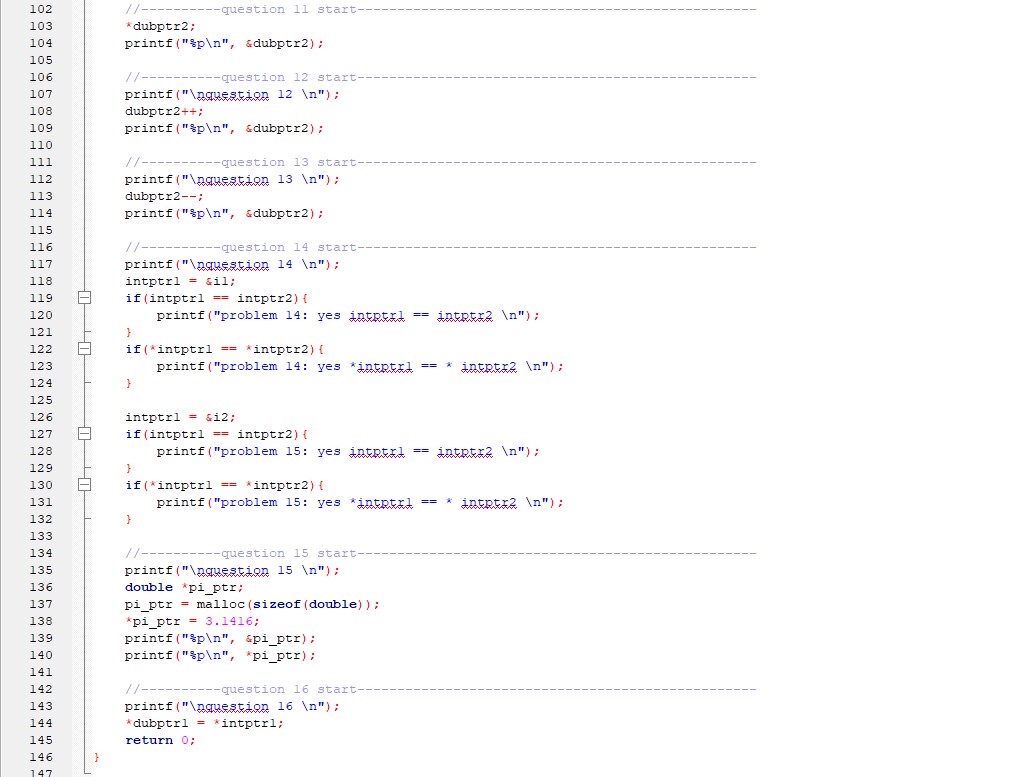 102 //----------question 11 start--------------------------------------------------
103 *dubptr2;
104 printf("%p\n", &dubptr2);
105
106 //----------question 12 start--------------------------------------------------
107 printf("\nquestion 12 \n");
108 dubptr2++;
109 printf("%p\n", &dubptr2);
110
111 //----------question 13 start--------------------------------------------------
112 printf("\nquestion 13 \n");
113 dubptr2--;
114 printf("%p\n", &dubptr2);
115
116 //----------question 14 start--------------------------------------------------
117 printf("\nquestion 14 \n");
118 intptr1 = &i1;
119 if(intptr1 == intptr2){
120 printf("problem 14: yes intptr1 == intptr2 \n");
121 }
122 if(*intptr1 == *intptr2){
123 printf("problem 14: yes *intptr1 == * intptr2 \n");
124 }
125
126 intptr1 = &i2;
127 if(intptr1 == intptr2){
128 printf("problem 15: yes intptr1 == intptr2 \n");
129 }
130 if(*intptr1 == *intptr2){
131 printf("problem 15: yes *intptr1 == * intptr2 \n");
132 }
133
134 //----------question 15 start--------------------------------------------------
135 printf("\nquestion 15 \n");
136 double *pi_ptr;
137 pi_ptr = malloc(sizeof(double));
138 *pi_ptr = 3.1416;
139 printf("%p\n", &pi_ptr);
140 printf("%p\n", *pi_ptr);
141
142 //----------question 16 start--------------------------------------------------
143 printf("\nquestion 16 \n");
144 *dubptr1 = *intptr1;
145 return 0;
146 }
147